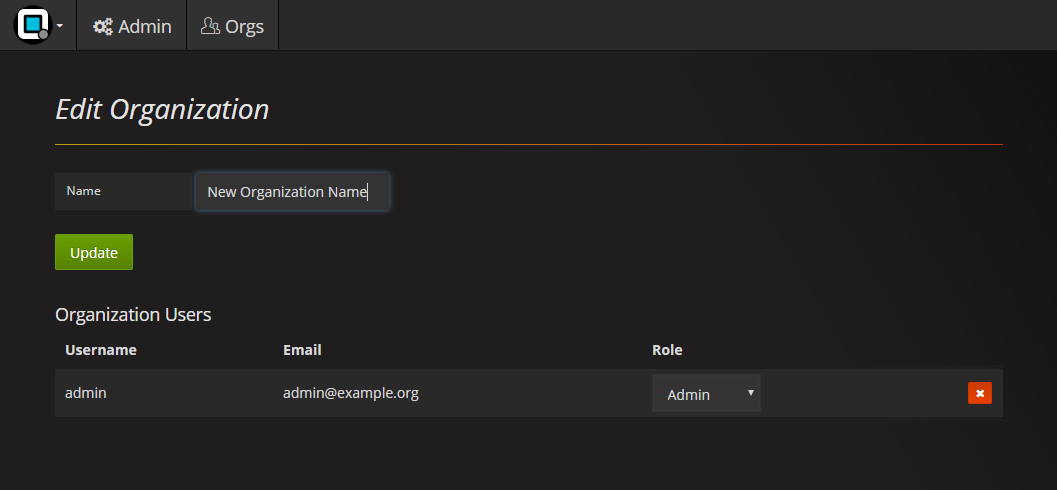 Admin Orgs
Edit Organization
Name New Organization Name
Update
Organization Users
Username Email Role
admin admin@example.org Admin